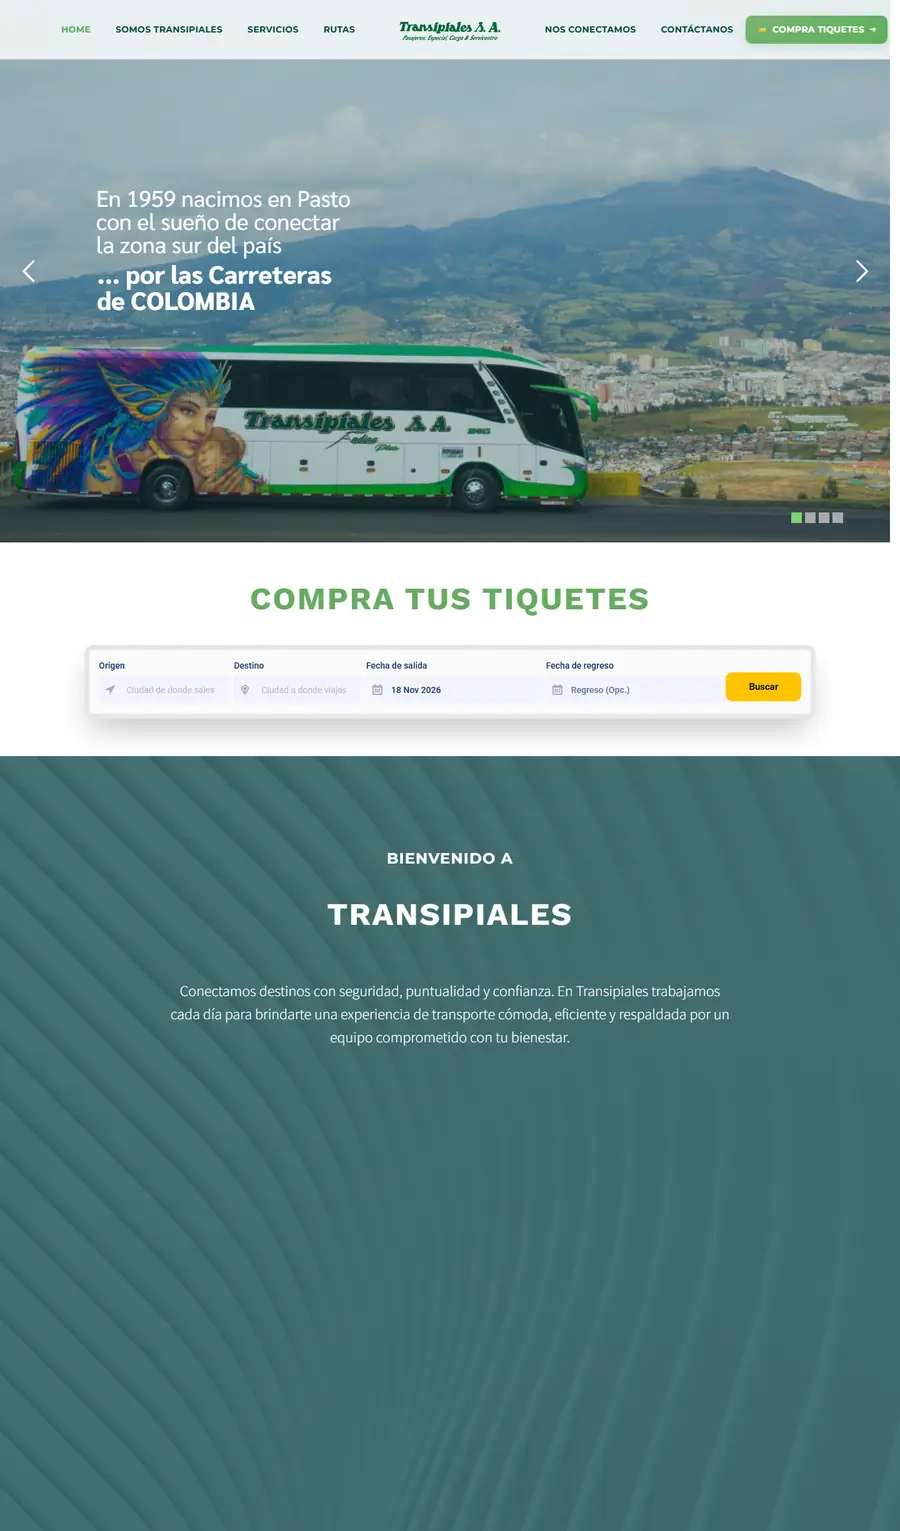 HOME
SOMOS TRANSIPIALES
SERVICIOS
RUTAS
Transipiales S. A.
Pasajeros, Especial, Carga & Servicentro
NOS CONECTAMOS
CONTÁCTANOS
COMPRA TIQUETES ➜
En 1959 nacimos en Pasto
con el sueño de conectar
la zona sur del país
... por las Carreteras
de COLOMBIA
Transipiales S. A.
COMPRA TUS TIQUETES
Origen
Destino
Fecha de salida
Fecha de regreso
Ciudad de donde sales
Ciudad a donde viajas
18 Nov 2026
Regreso (Opc.)
Buscar
BIENVENIDO A
TRANSIPIALES
Conectamos destinos con seguridad, puntualidad y confianza. En Transipiales trabajamos
cada día para brindarte una experiencia de transporte cómoda, eficiente y respaldada por un
equipo comprometido con tu bienestar.